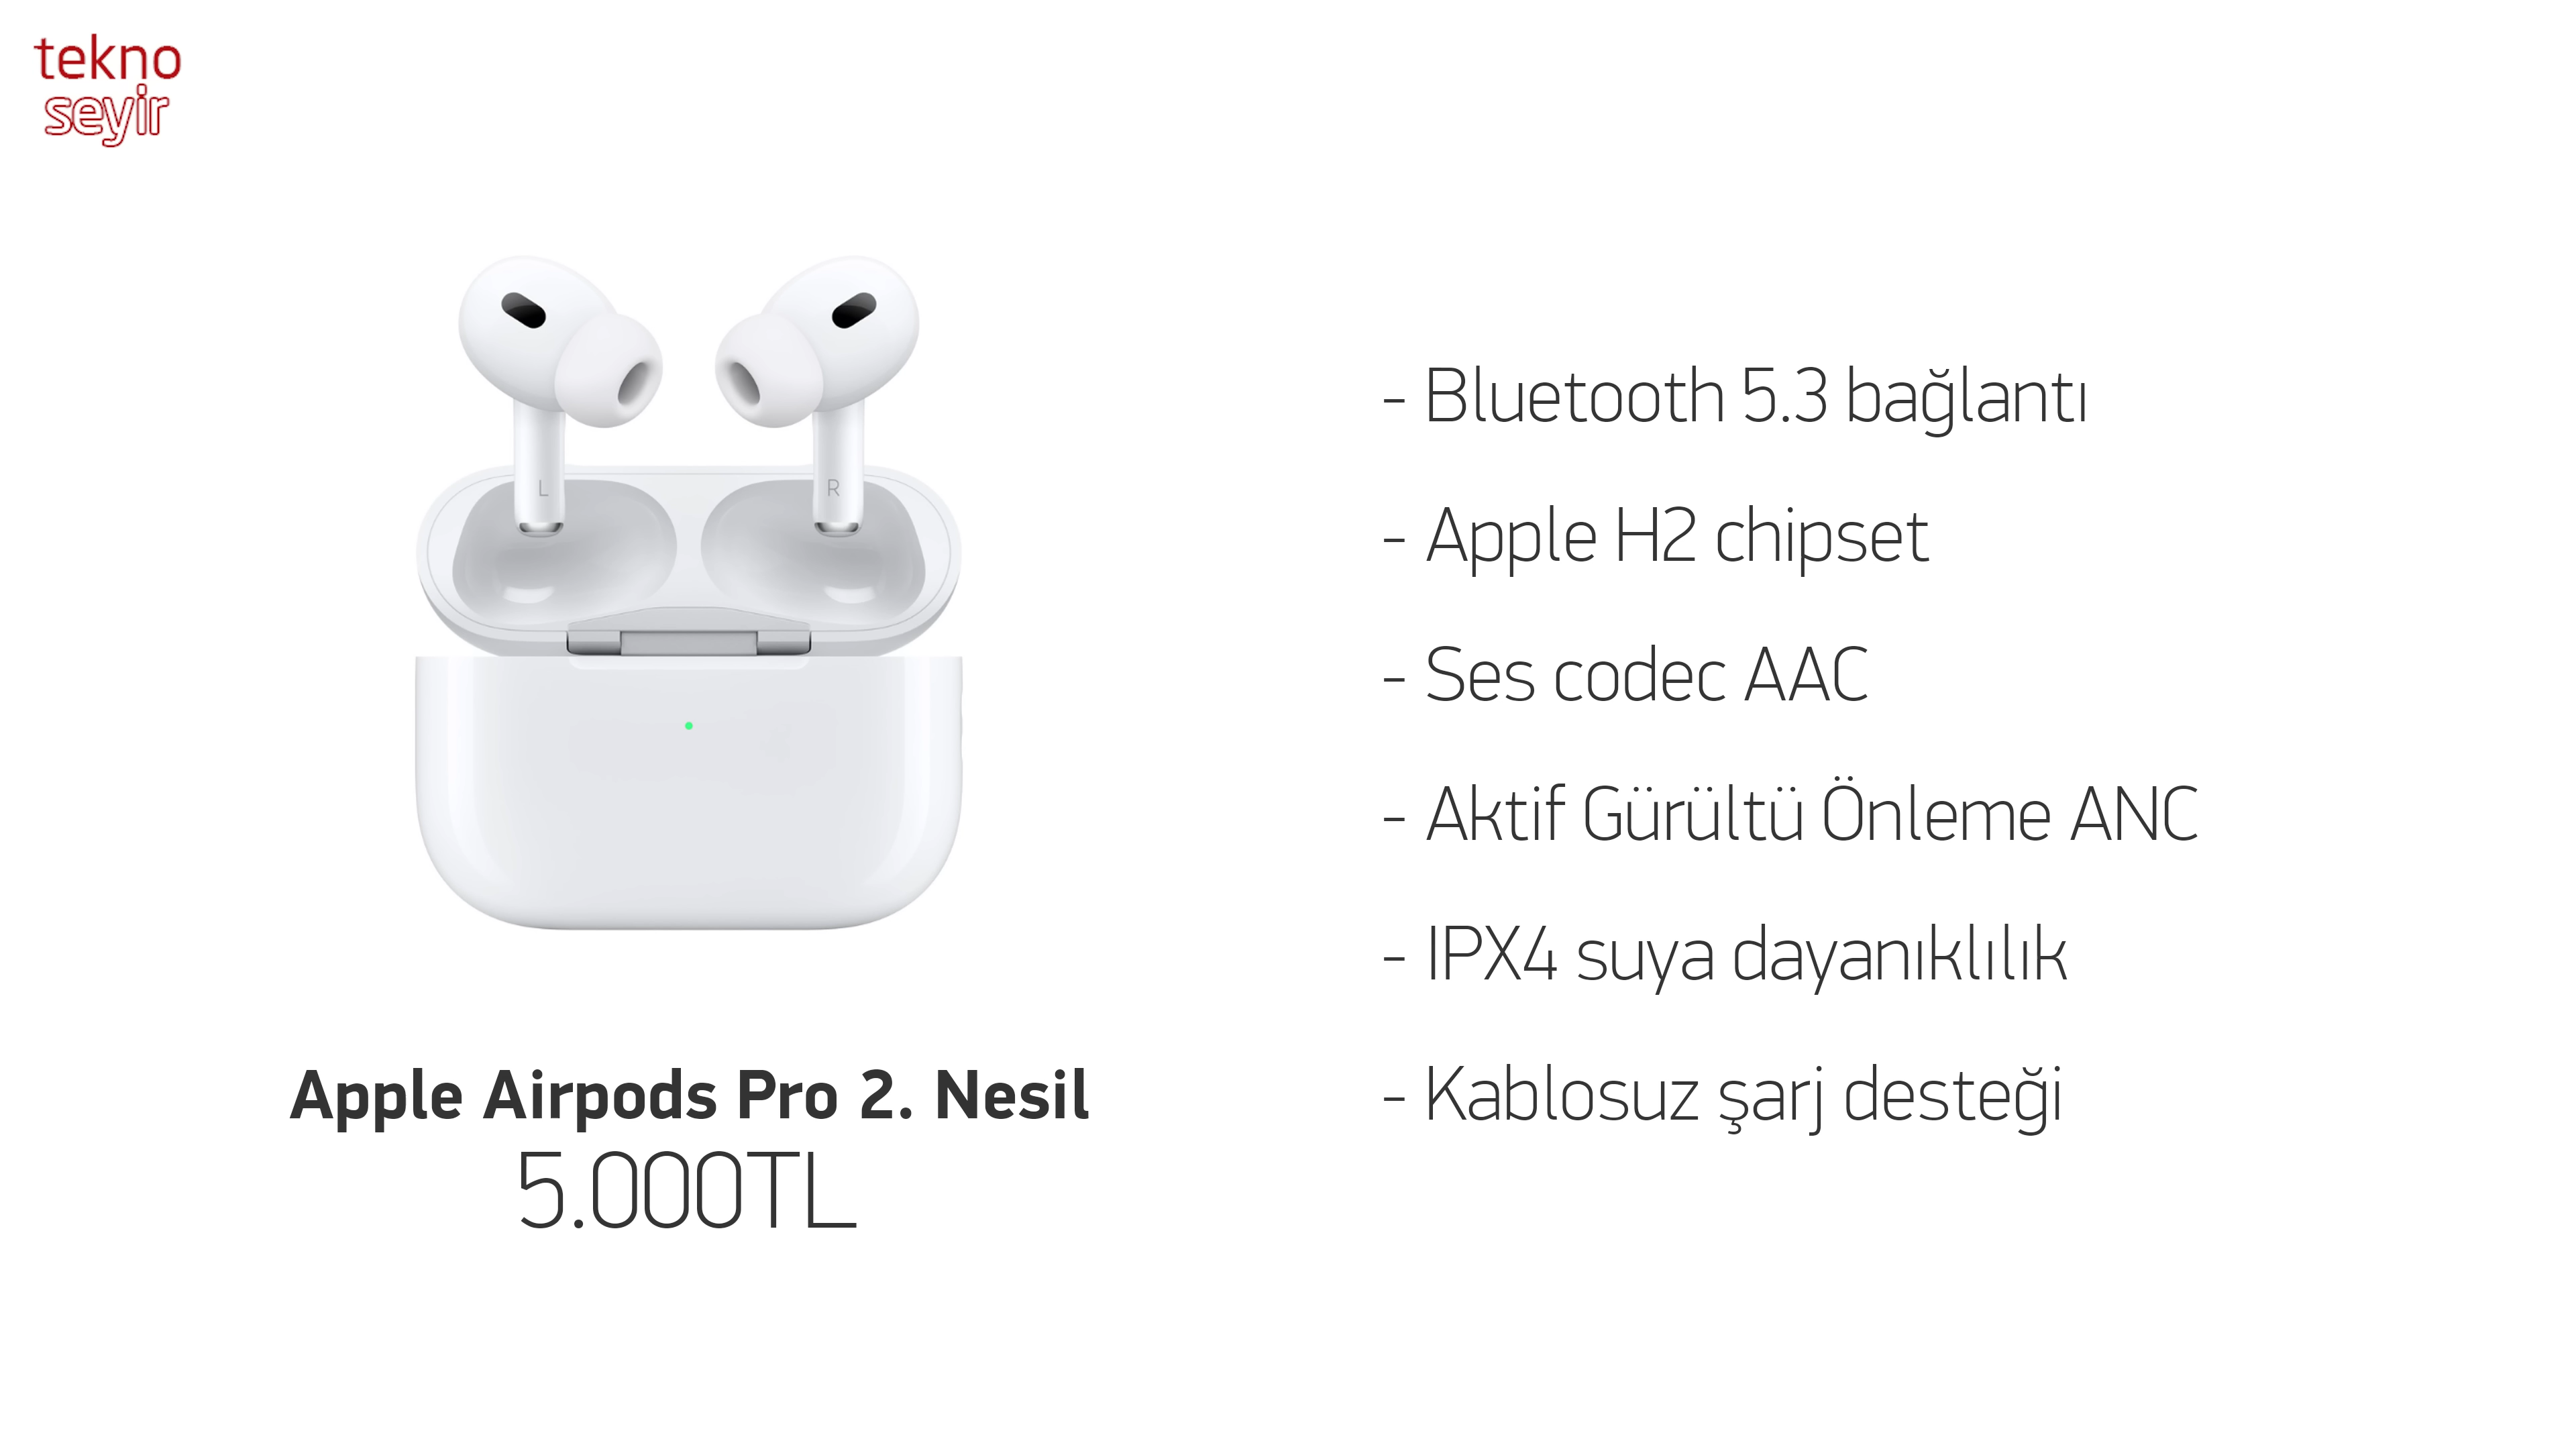 tekno
seyir
L
R
Apple Airpods Pro 2. Nesil
5.000TL
- Bluetooth 5.3 bağlantı
- Apple H2 chipset
- Ses codec AAC
- Aktif Gürültü Önleme ANC
- IPX4 suya dayanıklılık
- Kablosuz şarj desteği